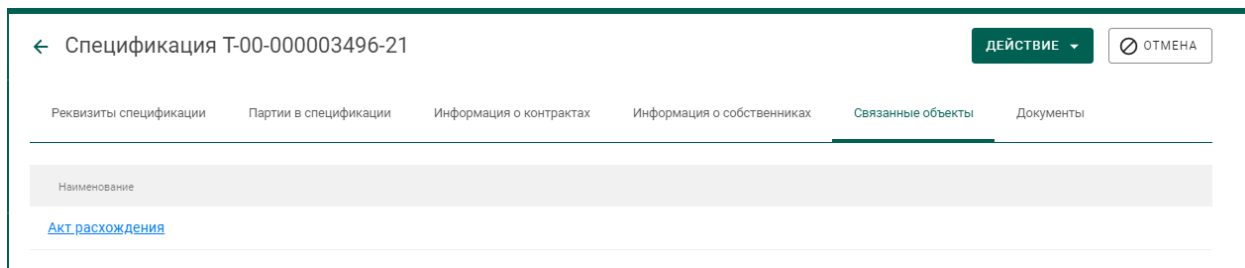 Спецификация Т-00-000003496-21
ДЕЙСТВИЕ
ОТМЕНА
Реквизиты спецификации Партии в спецификации Информация о контрактах Информация о собственниках Связанные объекты Документы
Наименование
Акт расхождения